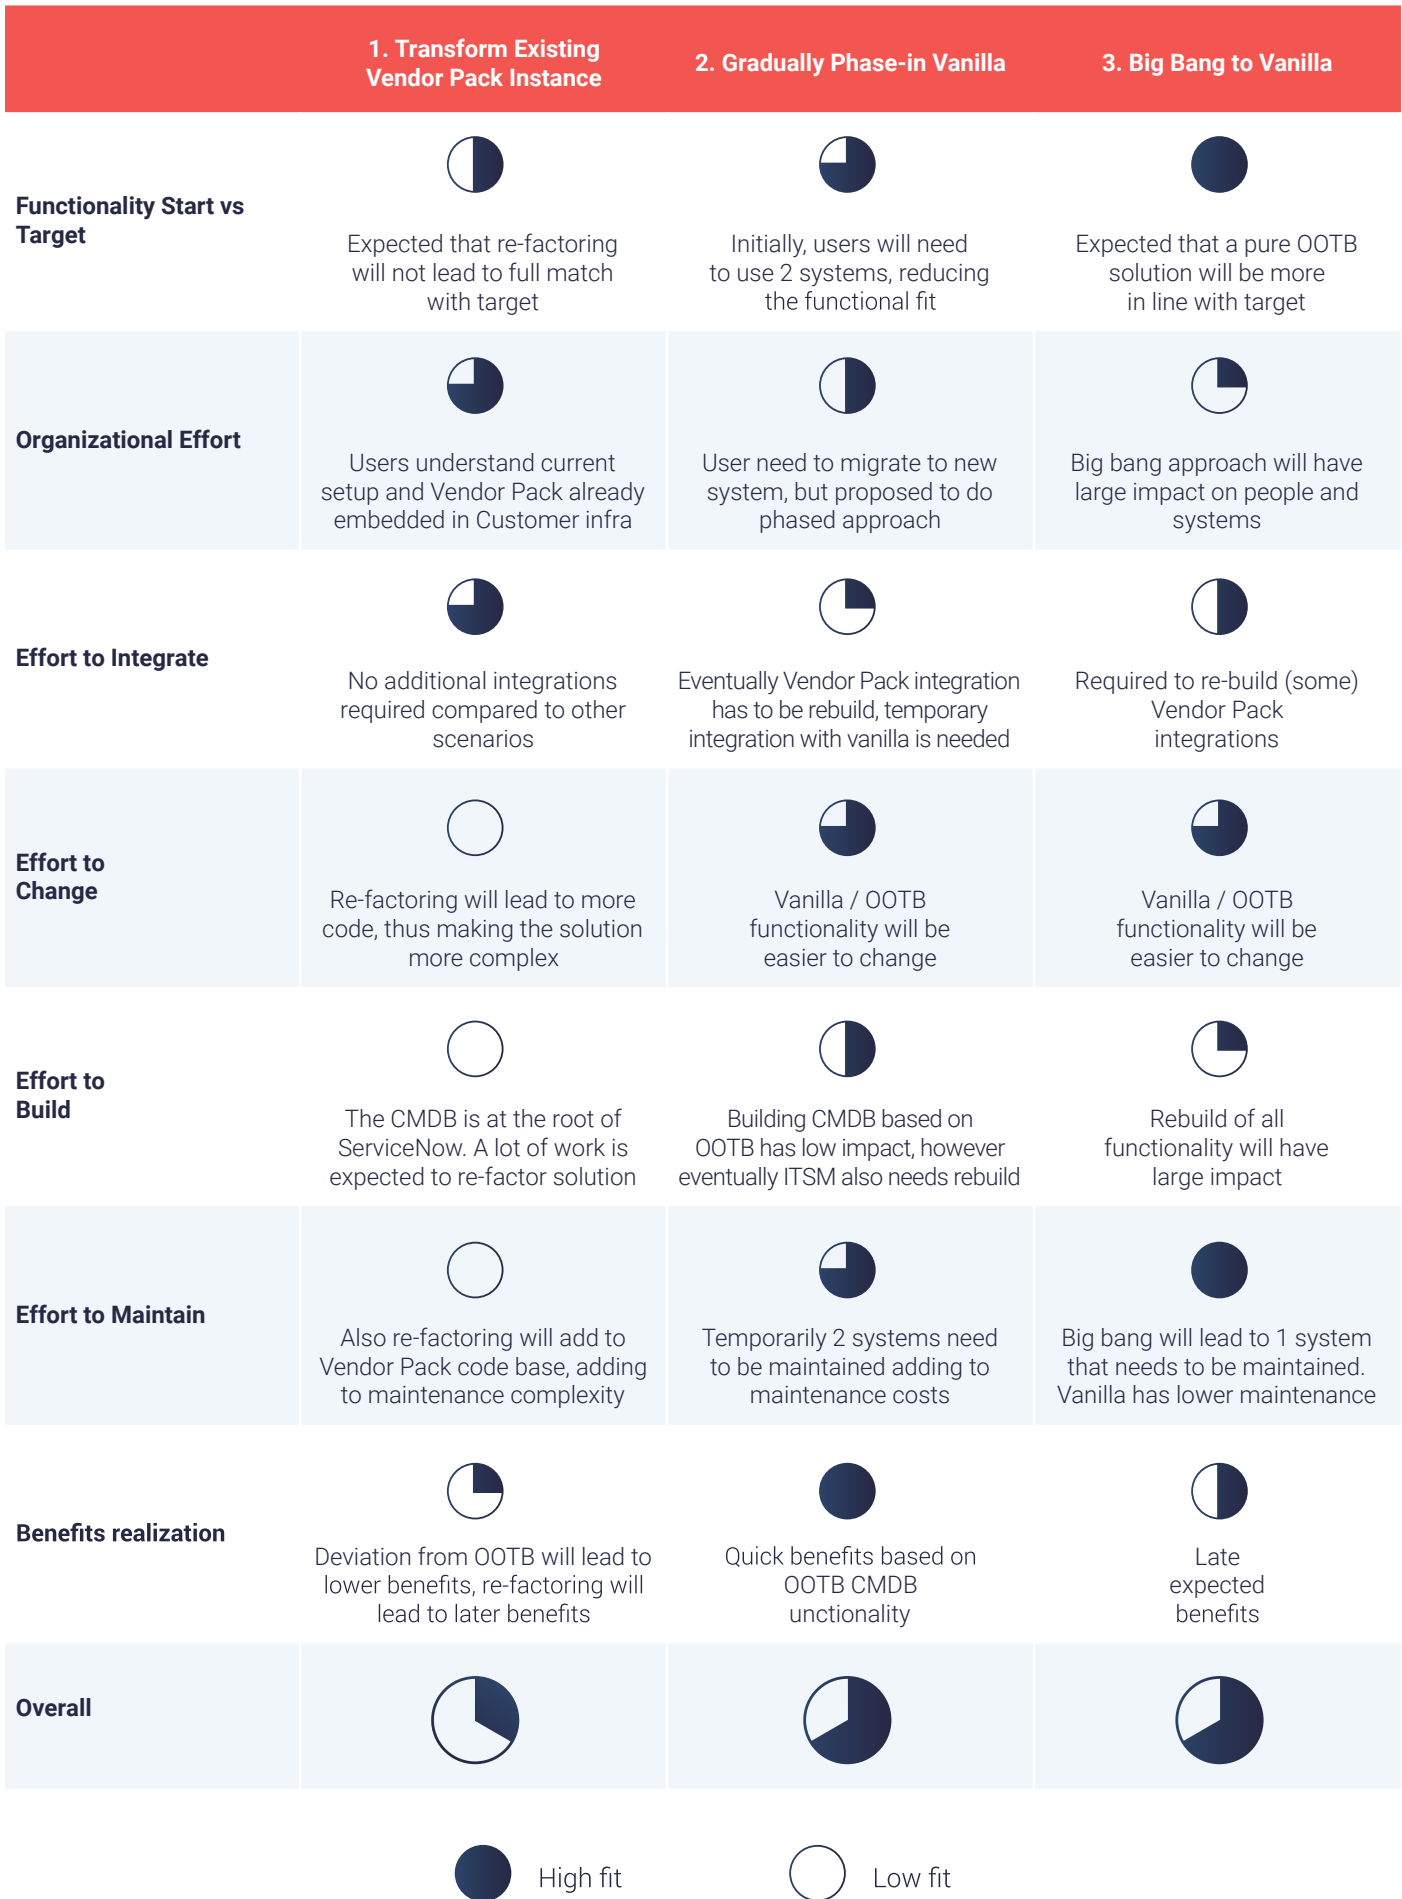 1. Transform Existing
Vendor Pack Instance
2. Gradually Phase-in Vanilla
3. Big Bang to Vanilla
Functionality Start vs
Target
Expected that re-factoring
will not lead to full match
with target
Initially, users will need
to use 2 systems, reducing
the functional fit
Expected that a pure OOTB
solution will be more
in line with target
Organizational Effort
Users understand current
setup and Vendor Pack already
embedded in Customer infra
User need to migrate to new
system, but proposed to do
phased approach
Big bang approach will have
large impact on people and
systems
Effort to Integrate
No additional integrations
required compared to other
scenarios
Eventually Vendor Pack integration
has to be rebuild, temporary
integration with vanilla is needed
Required to re-build (some)
Vendor Pack
integrations
Effort to
Change
Re-factoring will lead to more
code, thus making the solution
more complex
Vanilla / OOTB
functionality will be
easier to change
Vanilla / OOTB
functionality will be
easier to change
Effort to
Build
The CMDB is at the root of
ServiceNow. A lot of work is
expected to re-factor solution
Building CMDB based on
OOTB has low impact, however
eventually ITSM also needs rebuild
Rebuild of all
functionality will have
large impact
Effort to Maintain
Also re-factoring will add to
Vendor Pack code base, adding
to maintenance complexity
Temporarily 2 systems need
to be maintained adding to
maintenance costs
Big bang will lead to 1 system
that needs to be maintained.
Vanilla has lower maintenance
Benefits realization
Deviation from OOTB will lead to
lower benefits, re-factoring will
lead to later benefits
Quick benefits based on
OOTB CMDB
unctionality
Late
expected
benefits
Overall
High fit
Low fit